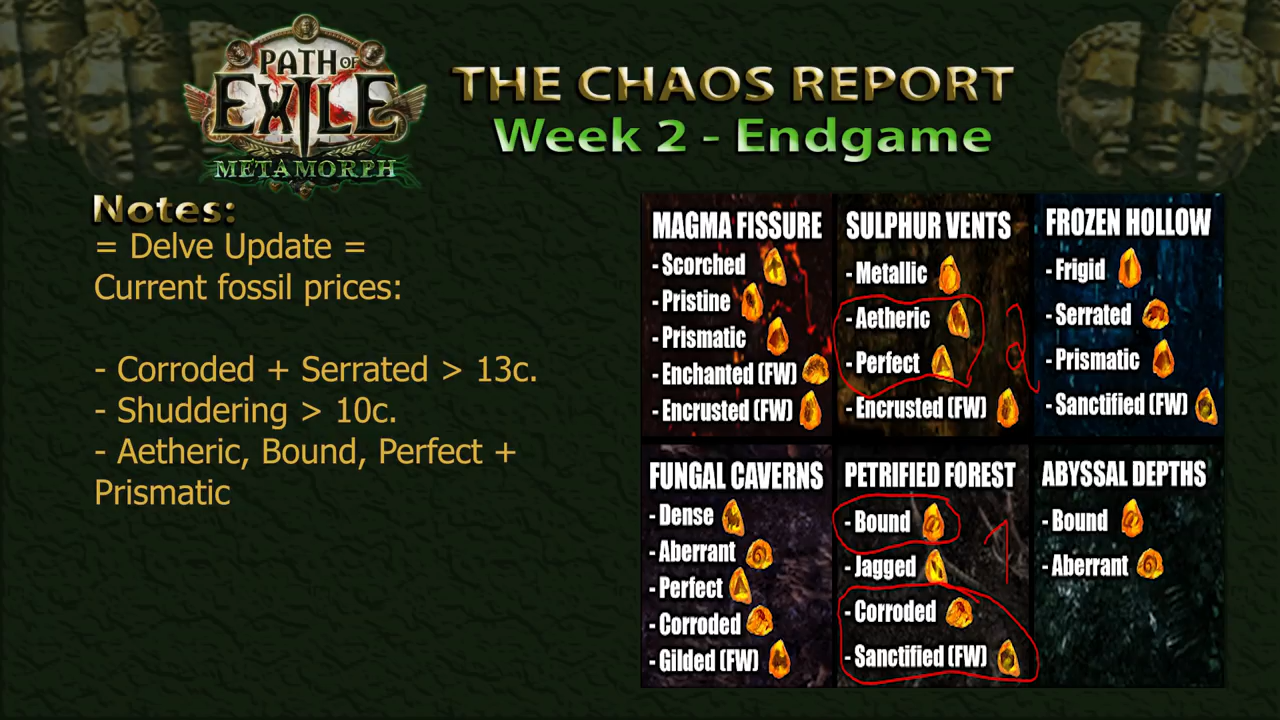 PATH OF
EXILE
METAMORPH
THE CHAOS REPORT
Week 2 - Endgame
Notes:
= Delve Update =
Current fossil prices:
- Corroded + Serrated > 13c.
- Shuddering > 10c.
- Aetheric, Bound, Perfect +
Prismatic
MAGMA FISSURE
- Scorched
- Pristine
- Prismatic
- Enchanted (FW)
- Encrusted (FW)
SULPHUR VENTS
- Metallic
- Aetheric
- Perfect
- Encrusted (FW)
2
FROZEN HOLLOW
- Frigid
- Serrated
- Prismatic
- Sanctified (FW)
FUNGAL CAVERNS
- Dense
- Aberrant
- Perfect
- Corroded
- Gilded (FW)
PETRIFIED FOREST
- Bound
- Jagged
- Corroded
- Sanctified (FW)
1
ABYSSAL DEPTHS
- Bound
- Aberrant